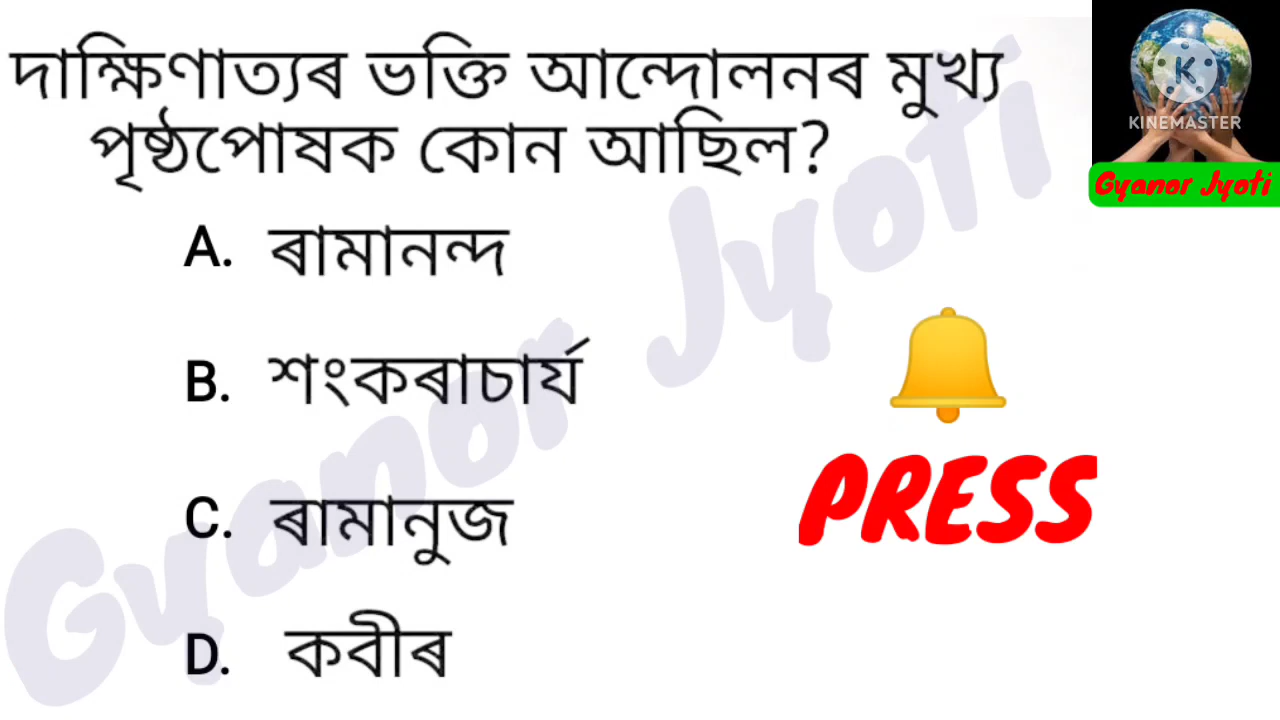 দাক্ষিণাত্যৰ ভক্তি আন্দোলনৰ মুখ্য
পৃষ্ঠপোষক কোন আছিল?
A. ৰামানন্দ
B. শংকৰাচাৰ্য
C. ৰামানুজ
D. কবীৰ
K
KINEMASTER
Gyanor Jyoti
PRESS
Gyanor Jyoti